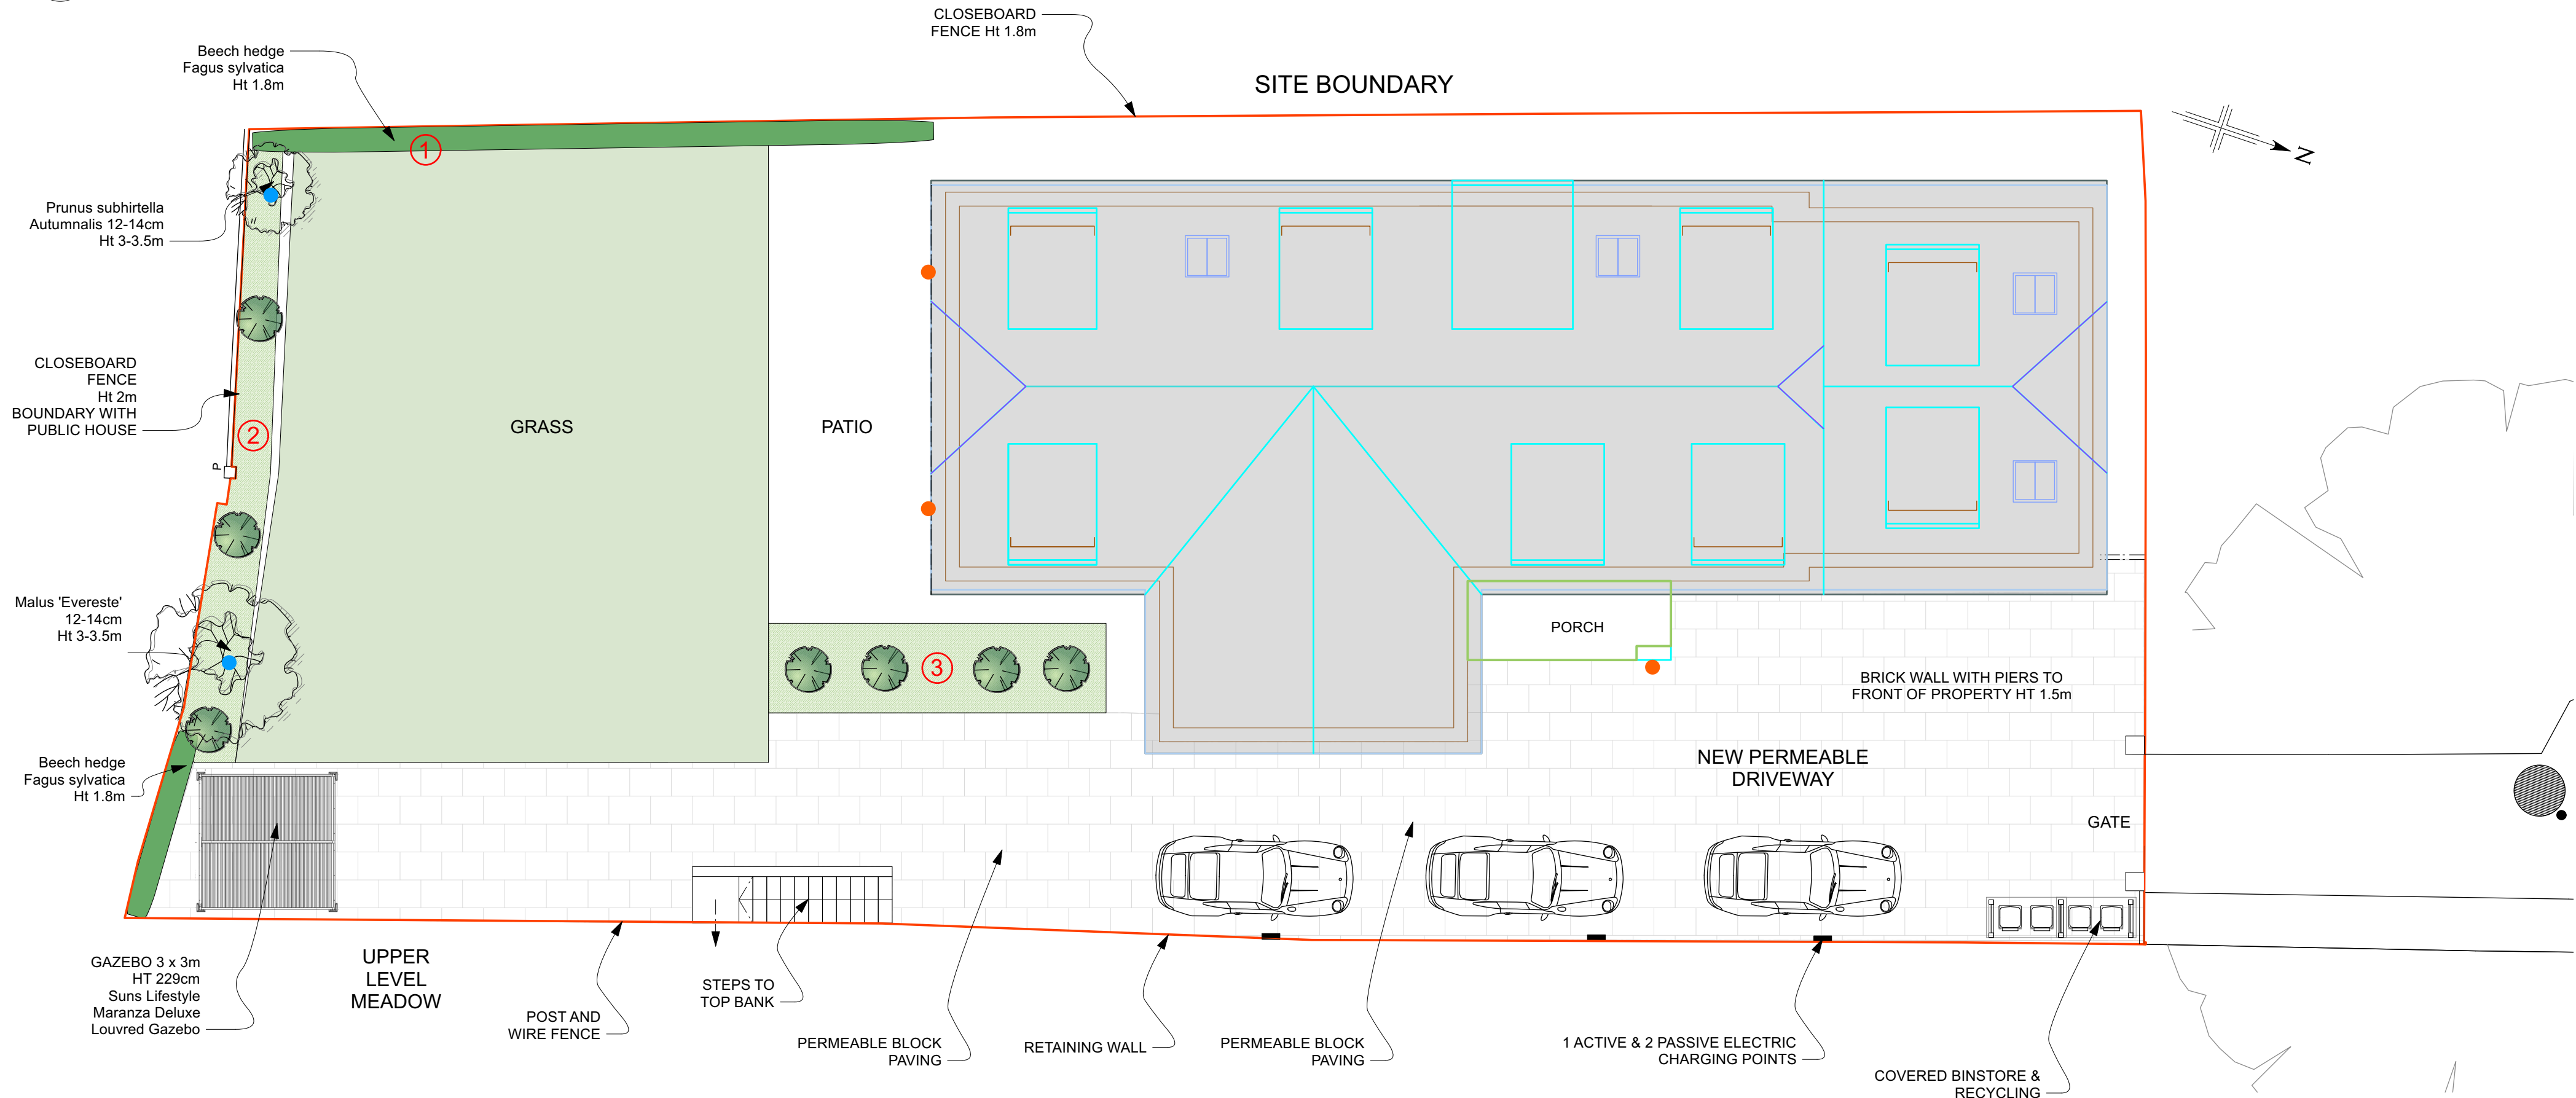 CLOSEBOARD
FENCE Ht 1.8m
Beech hedge
Fagus sylvatica
Ht 1.8m
SITE BOUNDARY
1
N
Prunus subhirtella
Autumnalis 12-14cm
Ht 3-3.5m
CLOSEBOARD
FENCE
Ht 2m
BOUNDARY WITH
PUBLIC HOUSE
2
P
GRASS
PATIO
Malus 'Evereste'
12-14cm
Ht 3-3.5m
3
PORCH
BRICK WALL WITH PIERS TO
FRONT OF PROPERTY HT 1.5m
Beech hedge
Fagus sylvatica
Ht 1.8m
NEW PERMEABLE
DRIVEWAY
GATE
GAZEBO 3 x 3m
HT 229cm
Suns Lifestyle
Maranza Deluxe
Louvred Gazebo
UPPER
LEVEL
MEADOW
POST AND
WIRE FENCE
STEPS TO
TOP BANK
PERMEABLE BLOCK
PAVING
RETAINING WALL
PERMEABLE BLOCK
PAVING
1 ACTIVE & 2 PASSIVE ELECTRIC
CHARGING POINTS
COVERED BINSTORE &
RECYCLING